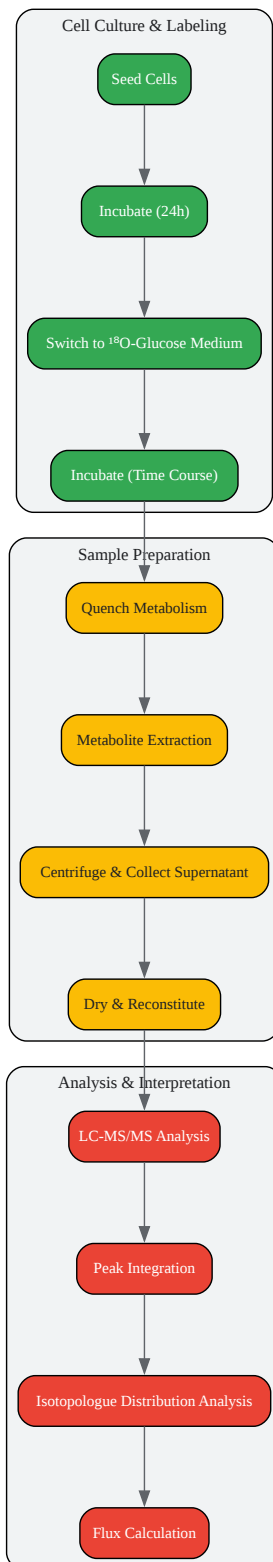 Cell Culture & Labeling
Seed Cells
Incubate (24h)
Switch to ¹⁸O-Glucose Medium
Incubate (Time Course)
Sample Preparation
Quench Metabolism
Metabolite Extraction
Centrifuge & Collect Supernatant
Dry & Reconstitute
Analysis & Interpretation
LC-MS/MS Analysis
Peak Integration
Isotopologue Distribution Analysis
Flux Calculation